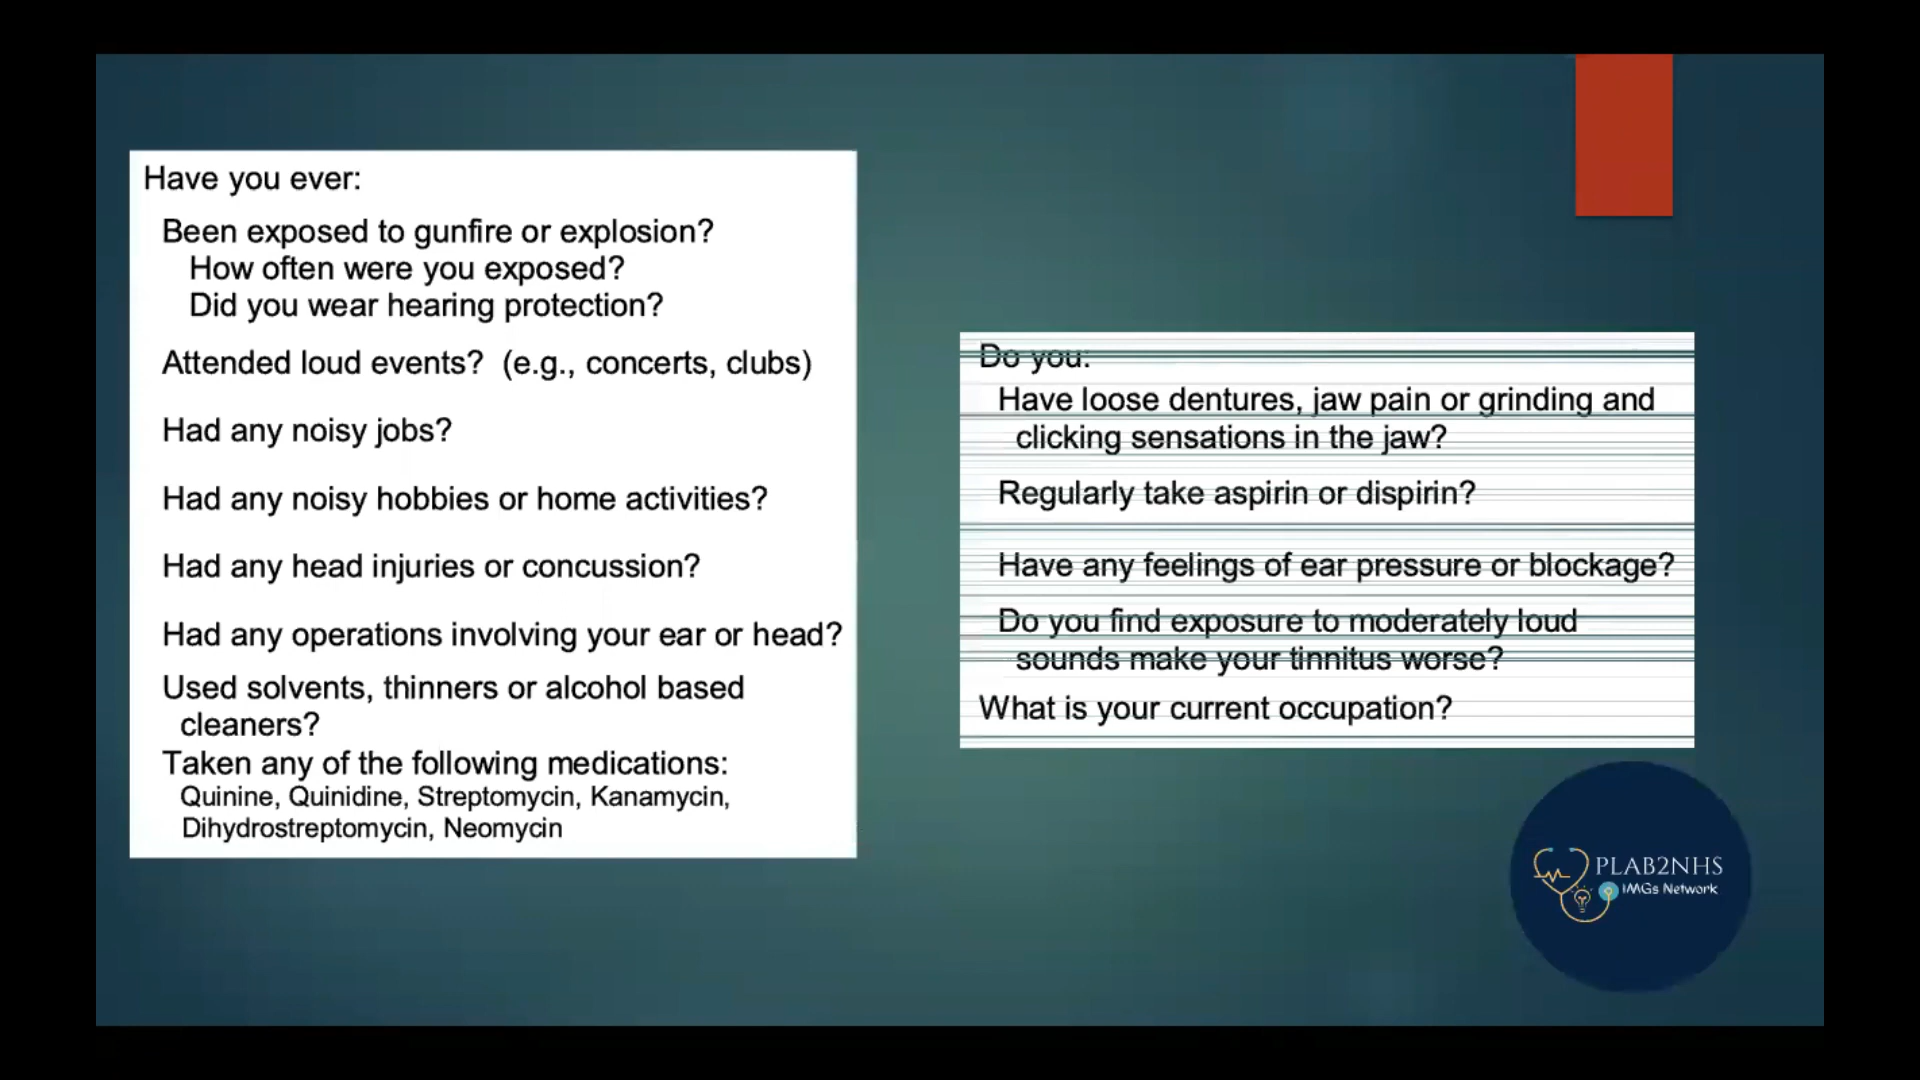 Have you ever:
Been exposed to gunfire or explosion?
How often were you exposed?
Did you wear hearing protection?
Attended loud events? (e.g., concerts, clubs)
Had any noisy jobs?
Had any noisy hobbies or home activities?
Had any head injuries or concussion?
Had any operations involving your ear or head?
Used solvents, thinners or alcohol based
cleaners?
Taken any of the following medications:
Quinine, Quinidine, Streptomycin, Kanamycin,
Dihydrostreptomycin, Neomycin
Do you:
Have loose dentures, jaw pain or grinding and
clicking sensations in the jaw?
Regularly take aspirin or dispirin?
Have any feelings of ear pressure or blockage?
Do you find exposure to moderately loud
sounds make your tinnitus worse?
What is your current occupation?
PLAB2NHS
IMGs Network